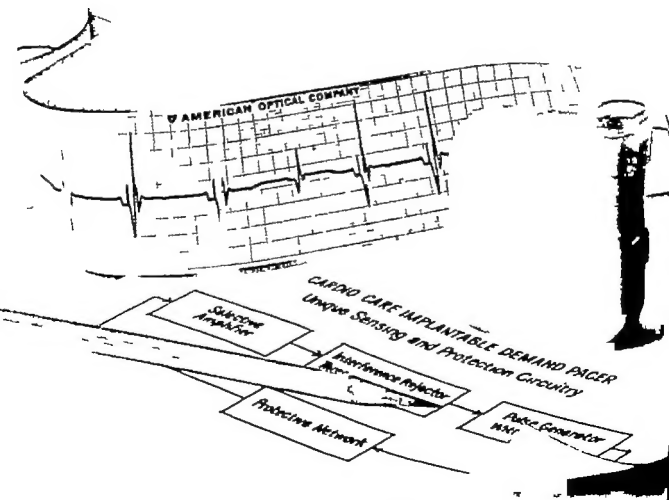 AMERICAN OPTICAL COMPANY
CARDIO CARE IMPLANTABLE DEMAND PACER
Unique Sensing and Protection Circuitry
Selective
Amplifier
Interference Rejector
Pulse Generator
Protective Network